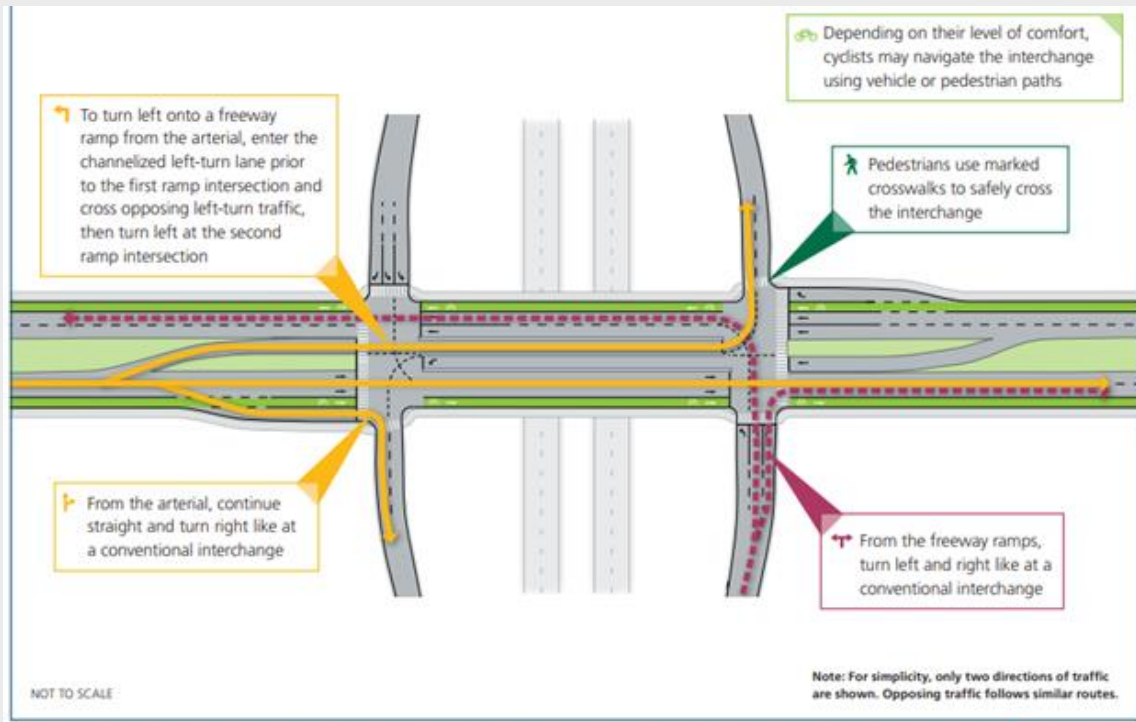 Depending on their level of comfort,
cyclists may navigate the interchange
using vehicle or pedestrian paths
To turn left onto a freeway
ramp from the arterial, enter the
channelized left-turn lane prior
to the first ramp intersection and
cross opposing left-turn traffic,
then turn left at the second
ramp intersection
Pedestrians use marked
crosswalks to safely cross
the interchange
From the arterial, continue
straight and turn right like at
a conventional interchange
From the freeway ramps,
turn left and right like at a
conventional interchange
NOT TO SCALE
Note: For simplicity, only two directions of traffic
are shown. Opposing traffic follows similar routes.